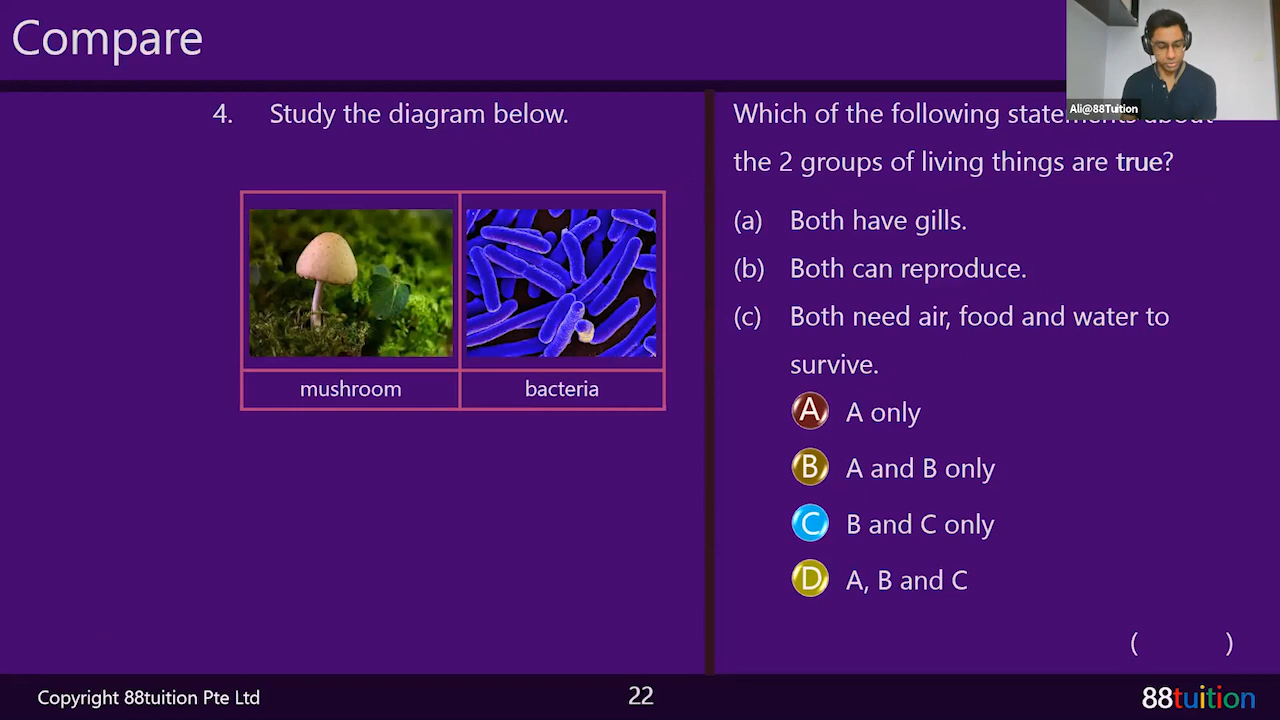 Compare
Ali@88Tuition
4. Study the diagram below.
mushroom bacteria
Which of the following statements about
the 2 groups of living things are true?
(a) Both have gills.
(b) Both can reproduce.
(c) Both need air, food and water to
survive.
A A only
B A and B only
C B and C only
D A, B and C
( )
Copyright 88tuition Pte Ltd
22
88tuition